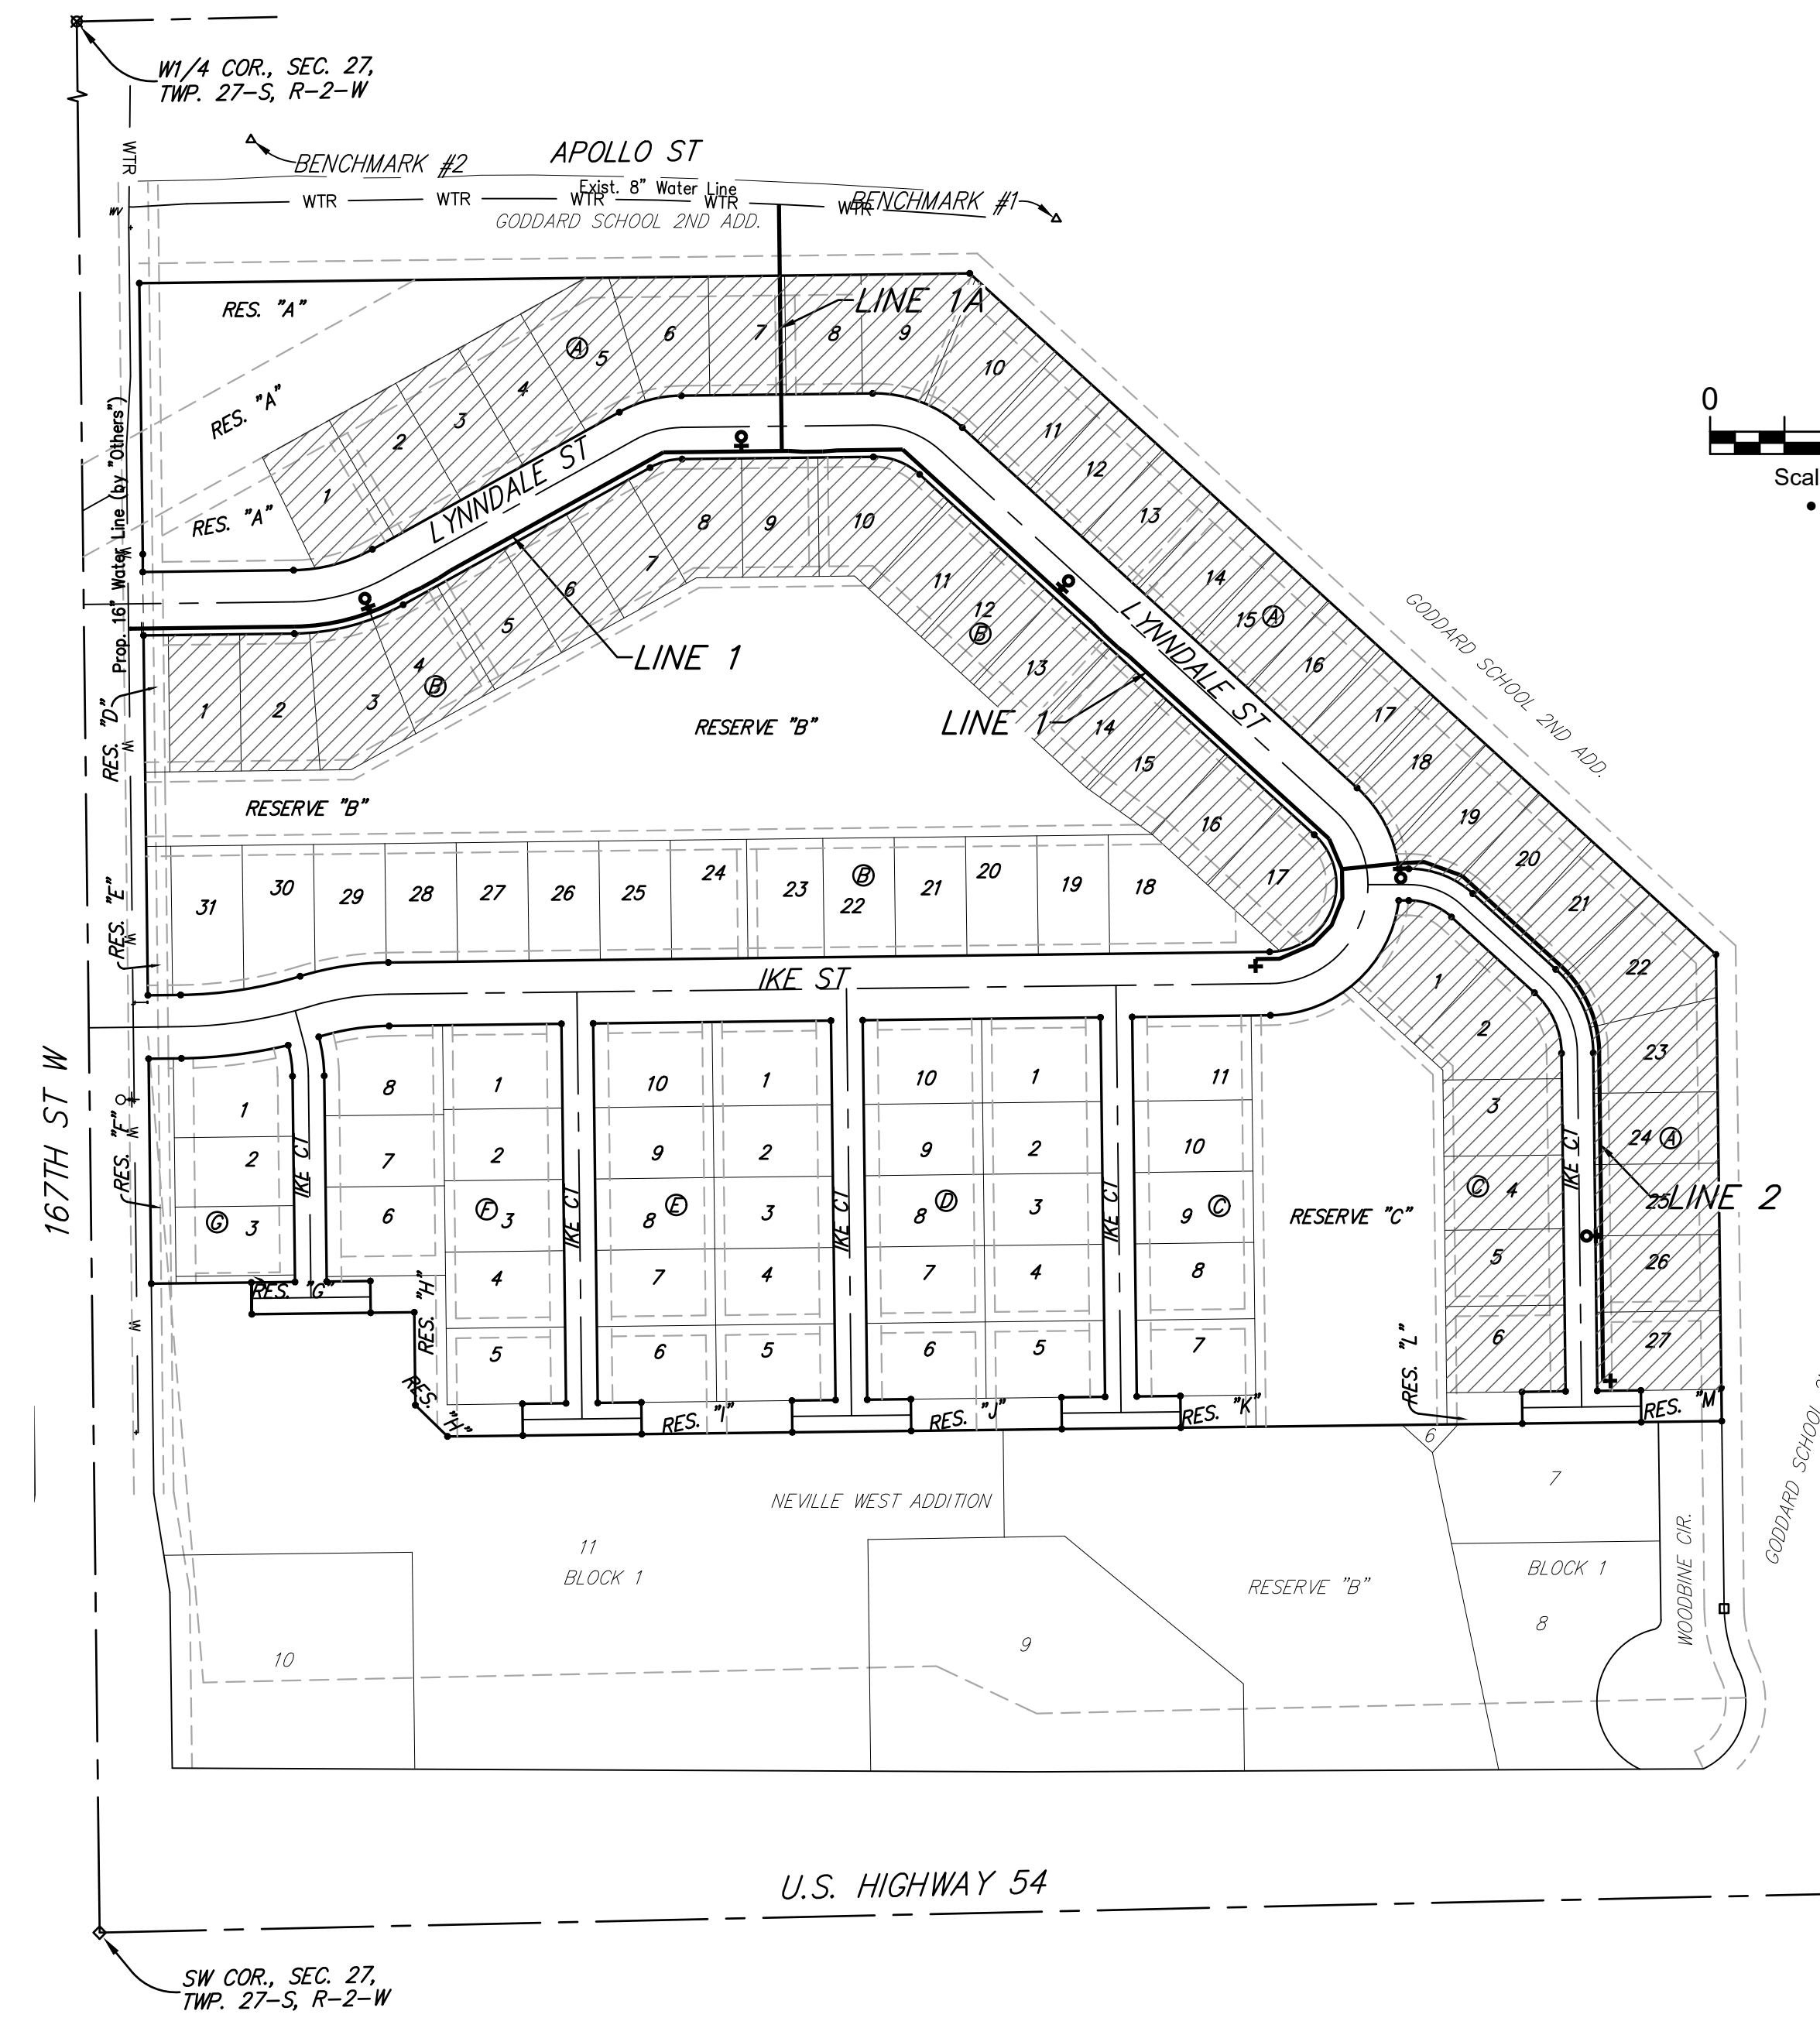 W1/4 COR., SEC. 27,
TWP. 27-S, R-2-W
WTR
BENCHMARK #2
APOLLO ST
Exist. 8" Water Line
WTR WTR WTR WTR WTR
BENCHMARK #1
WV
GODDARD SCHOOL 2ND ADD.
RES. "A"
LINE 1A
0
Scal
RES. "A"
RES. "A"
Prop. 16" Water Line (by "Others")
1 2 3 4 5 6 7 8 9 10 11 12 13 14 15 16 17 18 19 20 21 22 23 24 25 26 27
A
A
A
LYNNDALE ST
LINE 1
LYNNDALE ST
LINE 1
GODDARD SCHOOL 2ND ADD.
1 2 3 4 5 6 7 8 9 10 11 12 13 14 15 16 17
B
B
RESERVE "B"
RES. "D"
RESERVE "B"
RES. "E"
31 30 29 28 27 26 25 24 23 22 21 20 19 18
B
W
W
W
W
W
IKE ST
167TH ST W
RES. "F"
1
2
3
G
IKE CT
8
7
6
RES. "G"
1
2
3
4
5
F
RES. "H"
RES.
"H"
IKE CT
10
9
8
7
6
E
1
2
3
4
5
RES. "I"
IKE CT
10
9
8
7
6
D
1
2
3
4
5
RES. "J"
IKE CT
11
10
9
8
7
C
RES. "K"
RESERVE "C"
RES. "L"
1
2
3
4
5
6
C
IKE CT
LINE 2
RES. "M"
GODDARD SCHOOL
NEVILLE WEST ADDITION
6
7
11
BLOCK 1
BLOCK 1
RESERVE "B"
8
9
10
WOODBINE CIR.
U.S. HIGHWAY 54
SW COR., SEC. 27,
TWP. 27-S, R-2-W